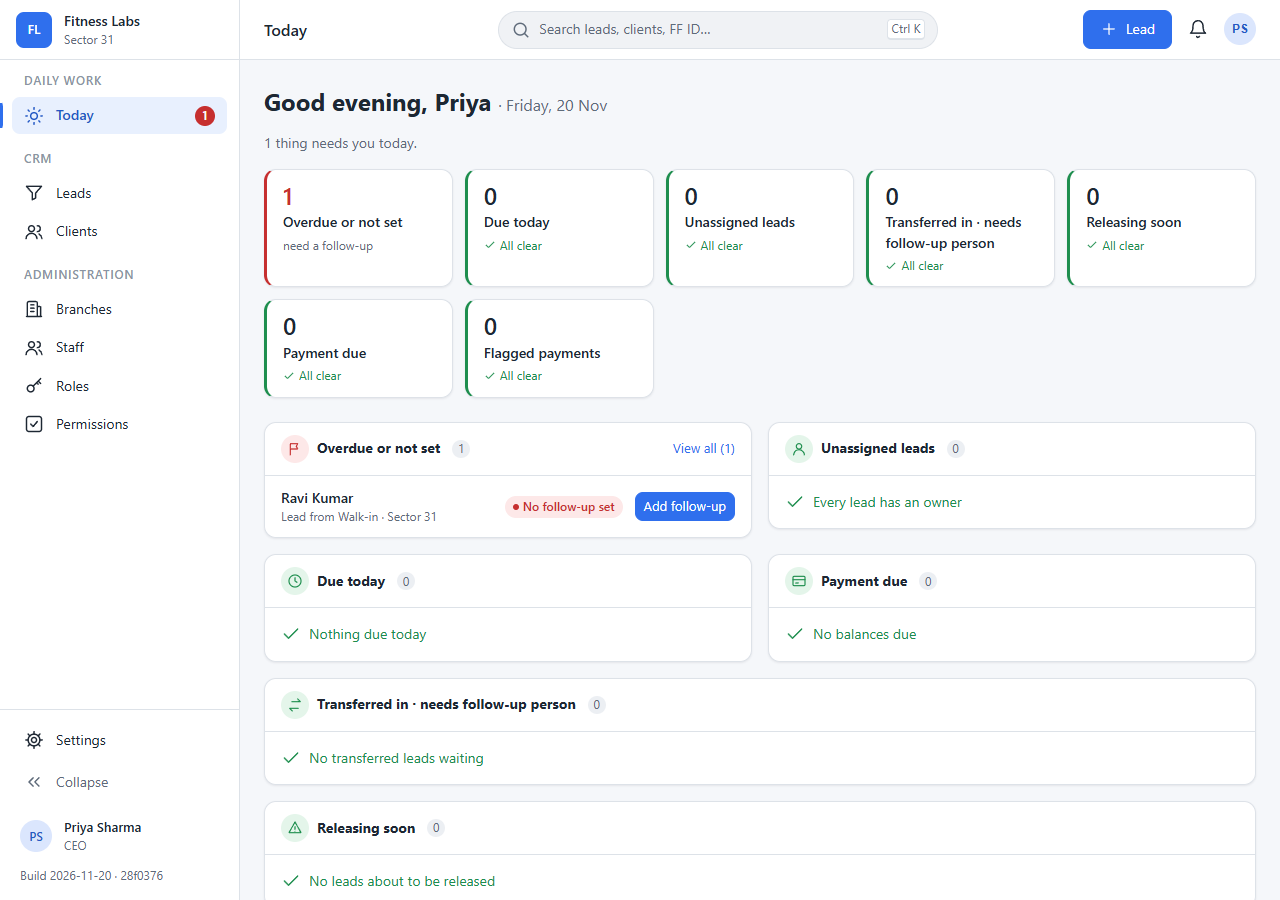 FL
Fitness Labs
Sector 31
Today
Search leads, clients, FF ID...
Ctrl K
Lead
PS
DAILY WORK
Today
1
CRM
Leads
Clients
ADMINISTRATION
Branches
Staff
Roles
Permissions
Settings
Collapse
PS
Priya Sharma
CEO
Build 2026-11-20 · 28f0376
Good evening, Priya · Friday, 20 Nov
1 thing needs you today.
1
Overdue or not set
need a follow-up
0
Due today
All clear
0
Unassigned leads
All clear
0
Transferred in · needs
follow-up person
All clear
0
Releasing soon
All clear
0
Payment due
All clear
0
Flagged payments
All clear
Overdue or not set 1
View all (1)
Ravi Kumar
Lead from Walk-in · Sector 31
No follow-up set
Add follow-up
Unassigned leads 0
Every lead has an owner
Due today 0
Nothing due today
Payment due 0
No balances due
Transferred in · needs follow-up person 0
No transferred leads waiting
Releasing soon 0
No leads about to be released